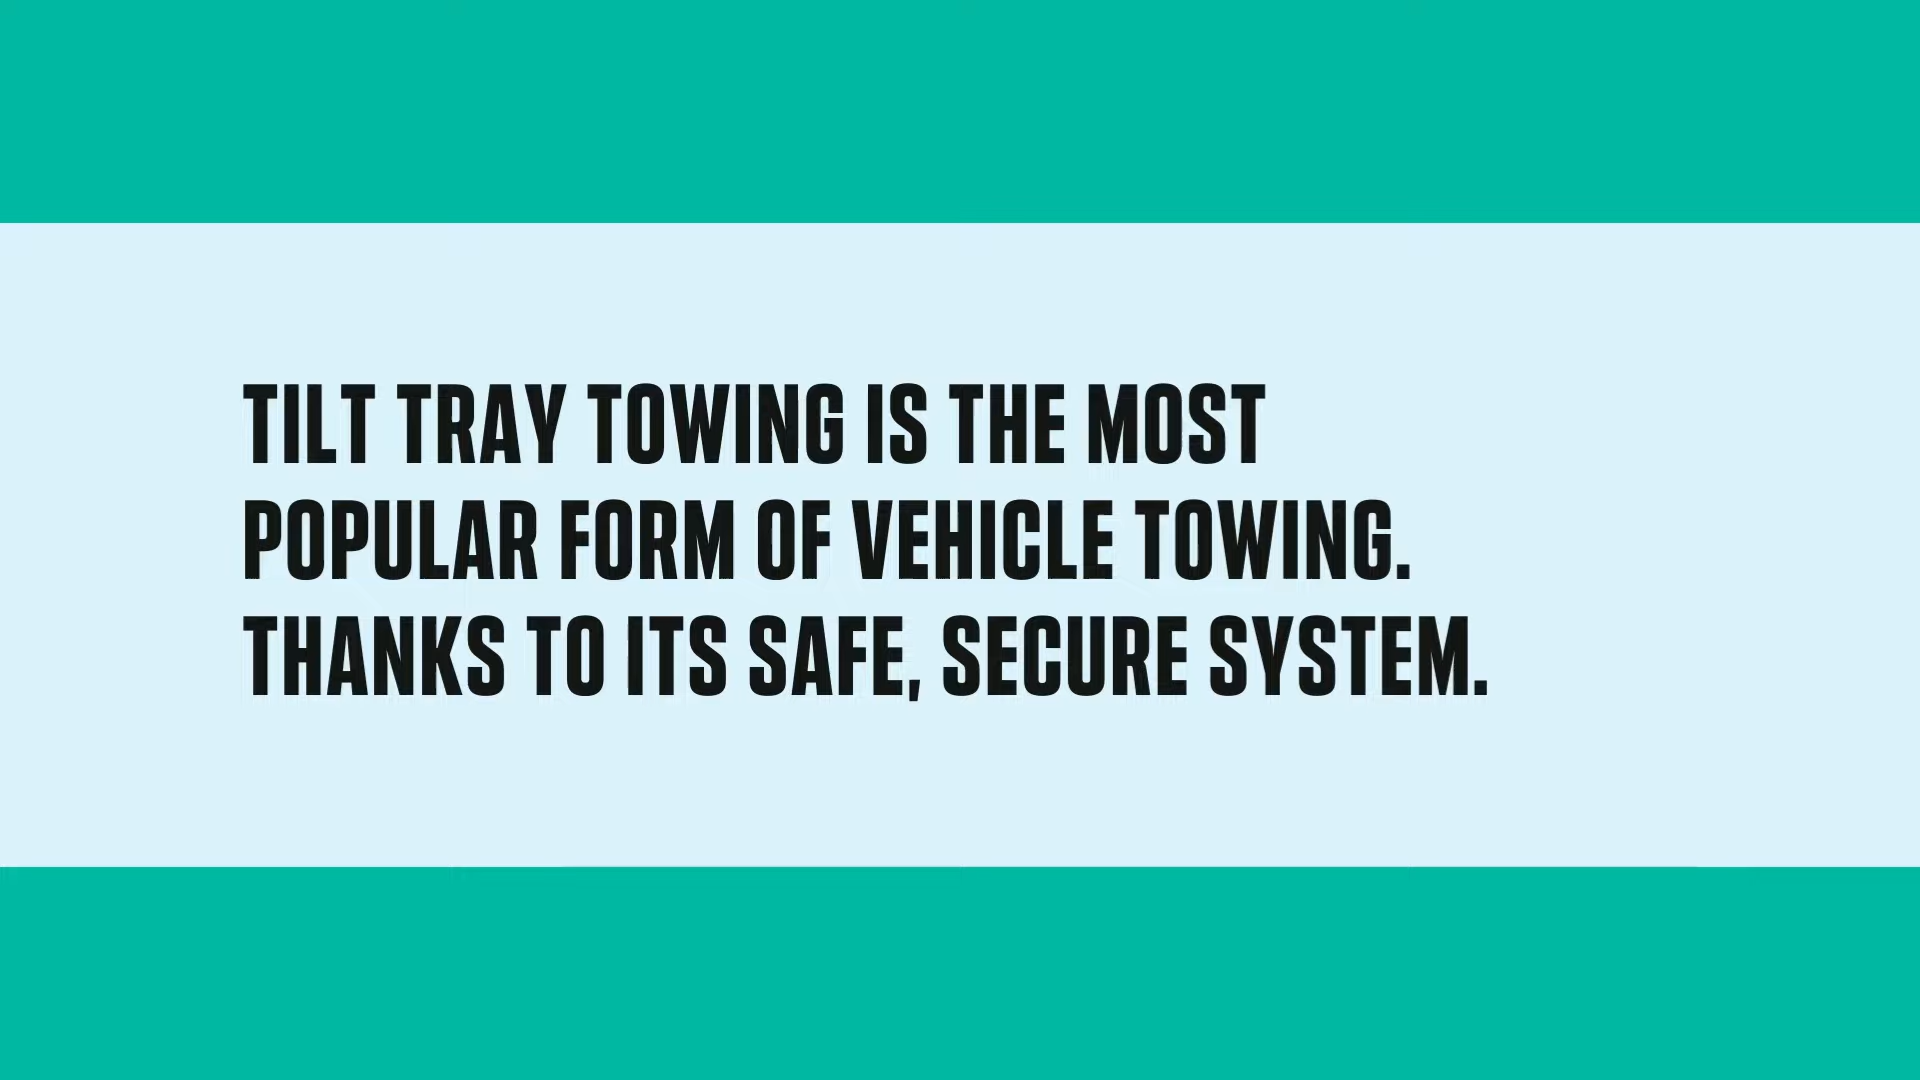 TILT TRAY TOWING IS THE MOST
POPULAR FORM OF VEHICLE TOWING.
THANKS TO ITS SAFE, SECURE SYSTEM.